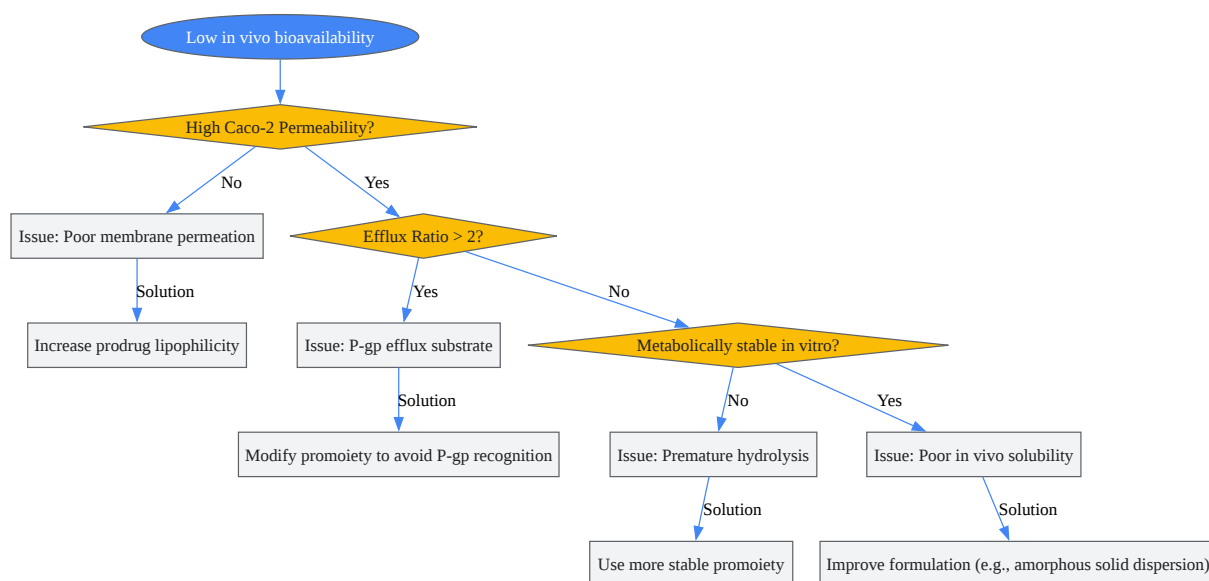 Low in vivo bioavailability
High Caco-2 Permeability?
No
Yes
Issue: Poor membrane permeation
Efflux Ratio > 2?
Solution
Yes
No
Increase prodrug lipophilicity
Issue: P-gp efflux substrate
Metabolically stable in vitro?
Solution
No
Yes
Modify promoiety to avoid P-gp recognition
Issue: Premature hydrolysis
Issue: Poor in vivo solubility
Solution
Solution
Use more stable promoiety
Improve formulation (e.g., amorphous solid dispersion)